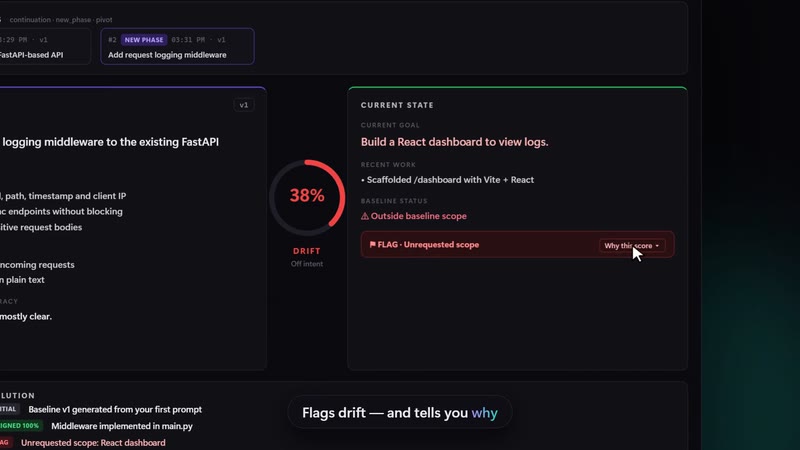 continuation · new_phase · pivot
:29 PM · v1
#2 NEW PHASE 03:31 PM · v1
FastAPI-based API
Add request logging middleware
v1
logging middleware to the existing FastAPI
, path, timestamp and client IP
endpoints without blocking
sitive request bodies
ncoming requests
n plain text
RACY
mostly clear.
38%
DRIFT
Off intent
CURRENT STATE
CURRENT GOAL
Build a React dashboard to view logs.
RECENT WORK
• Scaffolded /dashboard with Vite + React
BASELINE STATUS
⚠ Outside baseline scope
⚑ FLAG · Unrequested scope
Why this score
LUTION
ITIAL Baseline v1 generated from your first prompt
IGNED 100% Middleware implemented in main.py
AG Unrequested scope: React dashboard
Flags drift — and tells you why